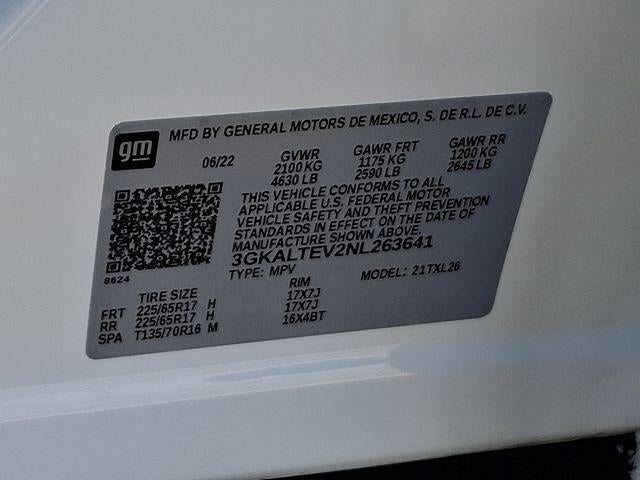 gm
MFD BY GENERAL MOTORS DE MEXICO, S. DE R.L. DE C.V.
06/22 GVWR GAWR FRT GAWR RR
2100 KG 1175 KG 1200 KG
4630 LB 2590 LB 2645 LB
THIS VEHICLE CONFORMS TO ALL
APPLICABLE U.S. FEDERAL MOTOR
VEHICLE SAFETY AND THEFT PREVENTION
STANDARDS IN EFFECT ON THE DATE OF
MANUFACTURE SHOWN ABOVE.
3GKALTEV2NL263641
8624 TYPE: MPV MODEL: 21TXL26
TIRE SIZE RIM
FRT 225/65R17 H 17X7J
RR 225/65R17 H 17X7J
SPA T135/70R16 M 16X4BT